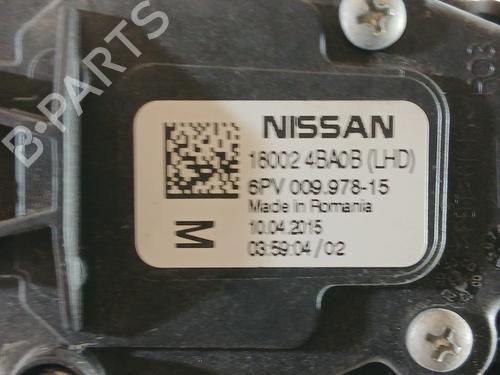 B-PARTS
NISSAN
18002 4BA0B (LHD)
6PV 009.978-15
Made in Romania
10.04.2015
03:59:04 / 02
M